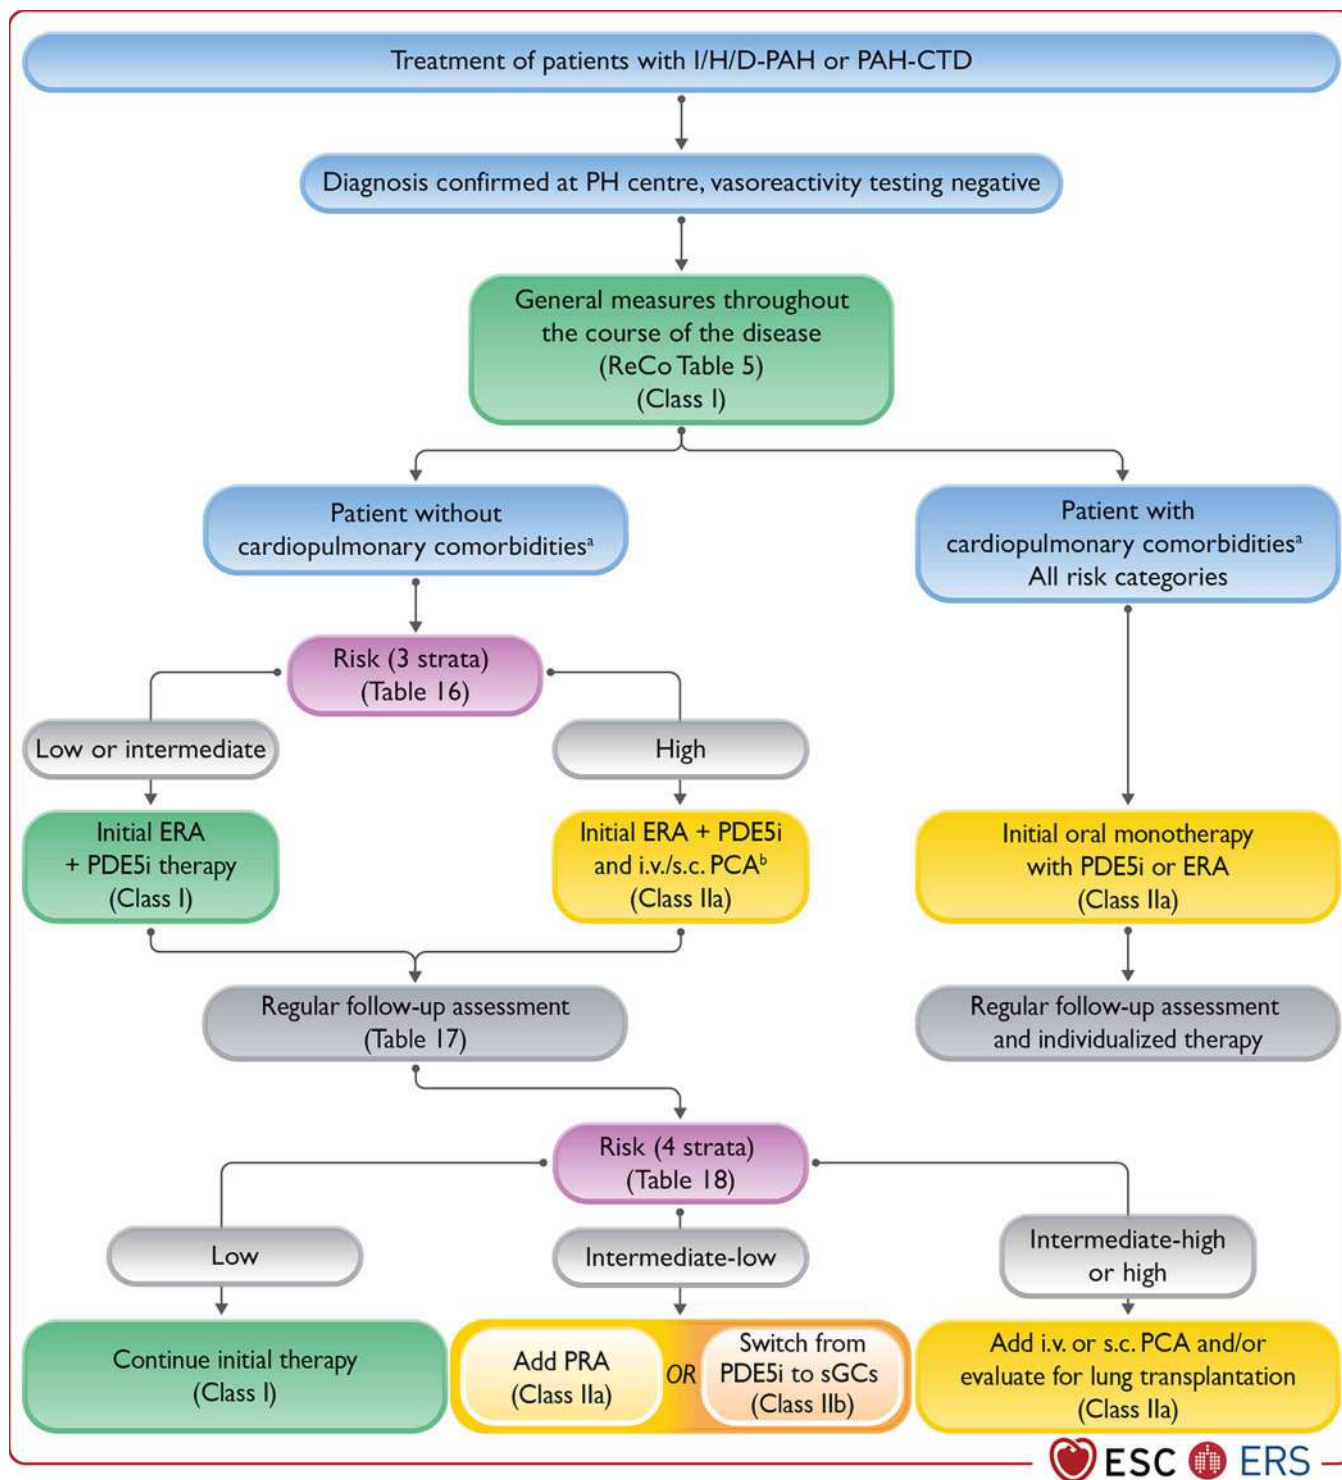 Treatment of patients with I/H/D-PAH or PAH-CTD
Diagnosis confirmed at PH centre, vasoreactivity testing negative
General measures throughout
the course of the disease
(ReCo Table 5)
(Class I)
Patient without
cardiopulmonary comorbiditiesᵃ
Patient with
cardiopulmonary comorbiditiesᵃ
All risk categories
Risk (3 strata)
(Table 16)
Low or intermediate
High
Initial ERA
+ PDE5i therapy
(Class I)
Initial ERA + PDE5i
and i.v./s.c. PCAᵇ
(Class IIa)
Initial oral monotherapy
with PDE5i or ERA
(Class IIa)
Regular follow-up assessment
(Table 17)
Regular follow-up assessment
and individualized therapy
Risk (4 strata)
(Table 18)
Low
Intermediate-low
Intermediate-high
or high
Continue initial therapy
(Class I)
Add PRA
(Class IIa)
OR
Switch from
PDE5i to sGCs
(Class IIb)
Add i.v. or s.c. PCA and/or
evaluate for lung transplantation
(Class IIa)
ESC ERS